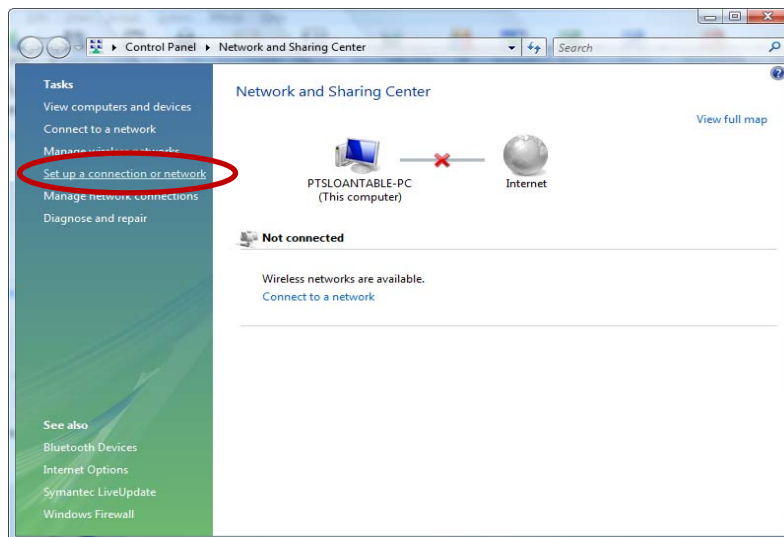 Control Panel Network and Sharing Center Search
Tasks
View computers and devices
Connect to a network
Manage wireless networks
Set up a connection or network
Manage network connections
Diagnose and repair
See also
Bluetooth Devices
Internet Options
Symantec LiveUpdate
Windows Firewall
Network and Sharing Center
View full map
PTSLOANTABLE-PC
(This computer)
Internet
Not connected
Wireless networks are available.
Connect to a network